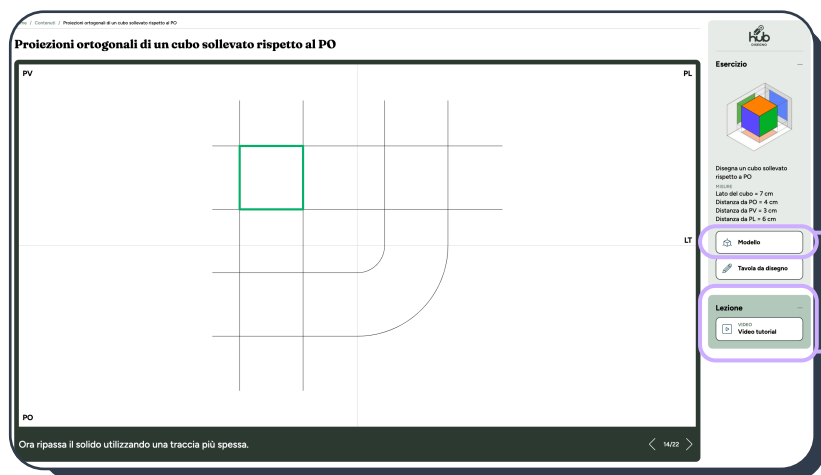 / Contenuti / Proiezioni ortogonali di un cubo sollevato rispetto al PO
Proiezioni ortogonali di un cubo sollevato rispetto al PO
PV
PL
LT
PO
Ora ripassa il solido utilizzando una traccia più spessa.
14/22
hub
DISEGNO
Esercizio
Disegna un cubo sollevato
rispetto a PO
MISURE
Lato del cubo = 7 cm
Distanza da PO = 4 cm
Distanza da PV = 3 cm
Distanza da PL = 6 cm
Modello
Tavola da disegno
Lezione
VIDEO
Video tutorial